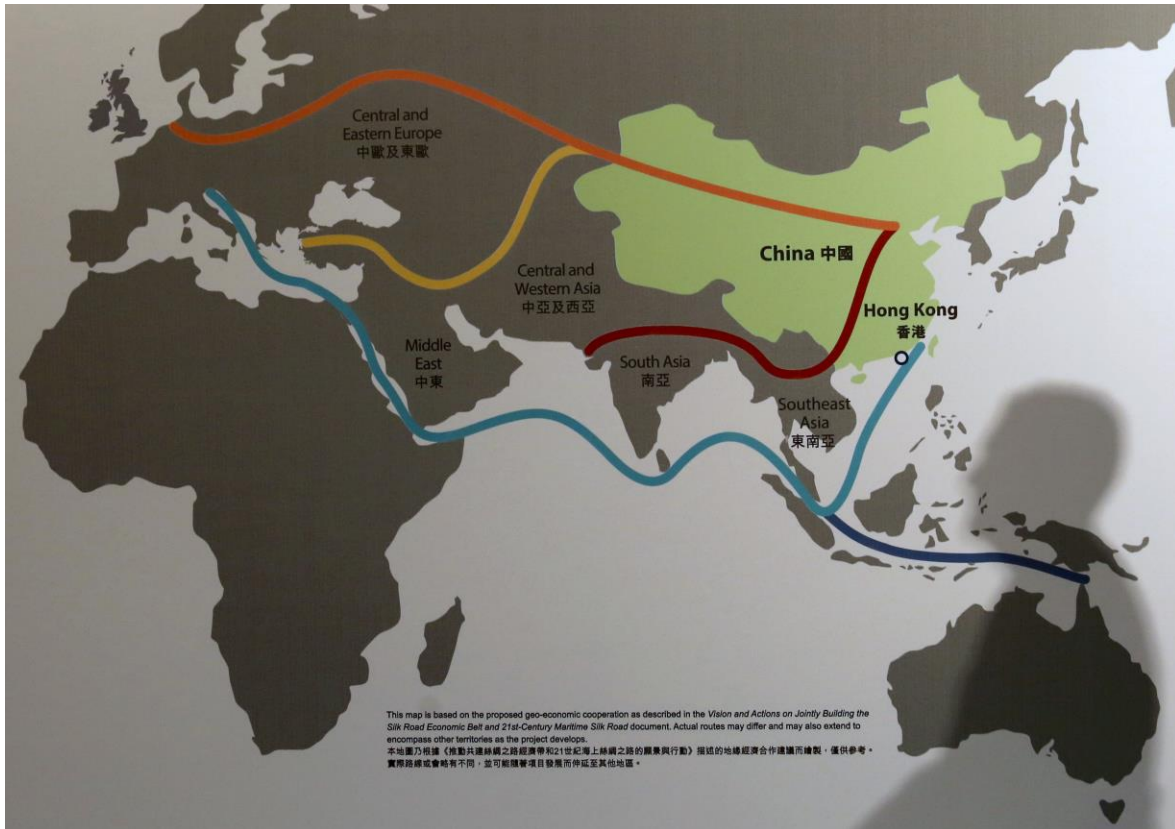 Central and
Eastern Europe
中歐及東歐
China 中國
Central and
Western Asia
中亞及西亞
Hong Kong
香港
Middle
East
中東
South Asia
南亞
Southeast
Asia
東南亞
This map is based on the proposed geo-economic cooperation as described in the Vision and Actions on Jointly Building the
Silk Road Economic Belt and 21st-Century Maritime Silk Road document. Actual routes may differ and may also extend to
encompass other territories as the project develops.
本地圖乃根據《推動共建絲綢之路經濟帶和21世紀海上絲綢之路的願景與行動》描述的地緣經濟合作建議而繪製，僅供參考。
實際路線或會略有不同，並可能隨著項目發展而伸延至其他地區。